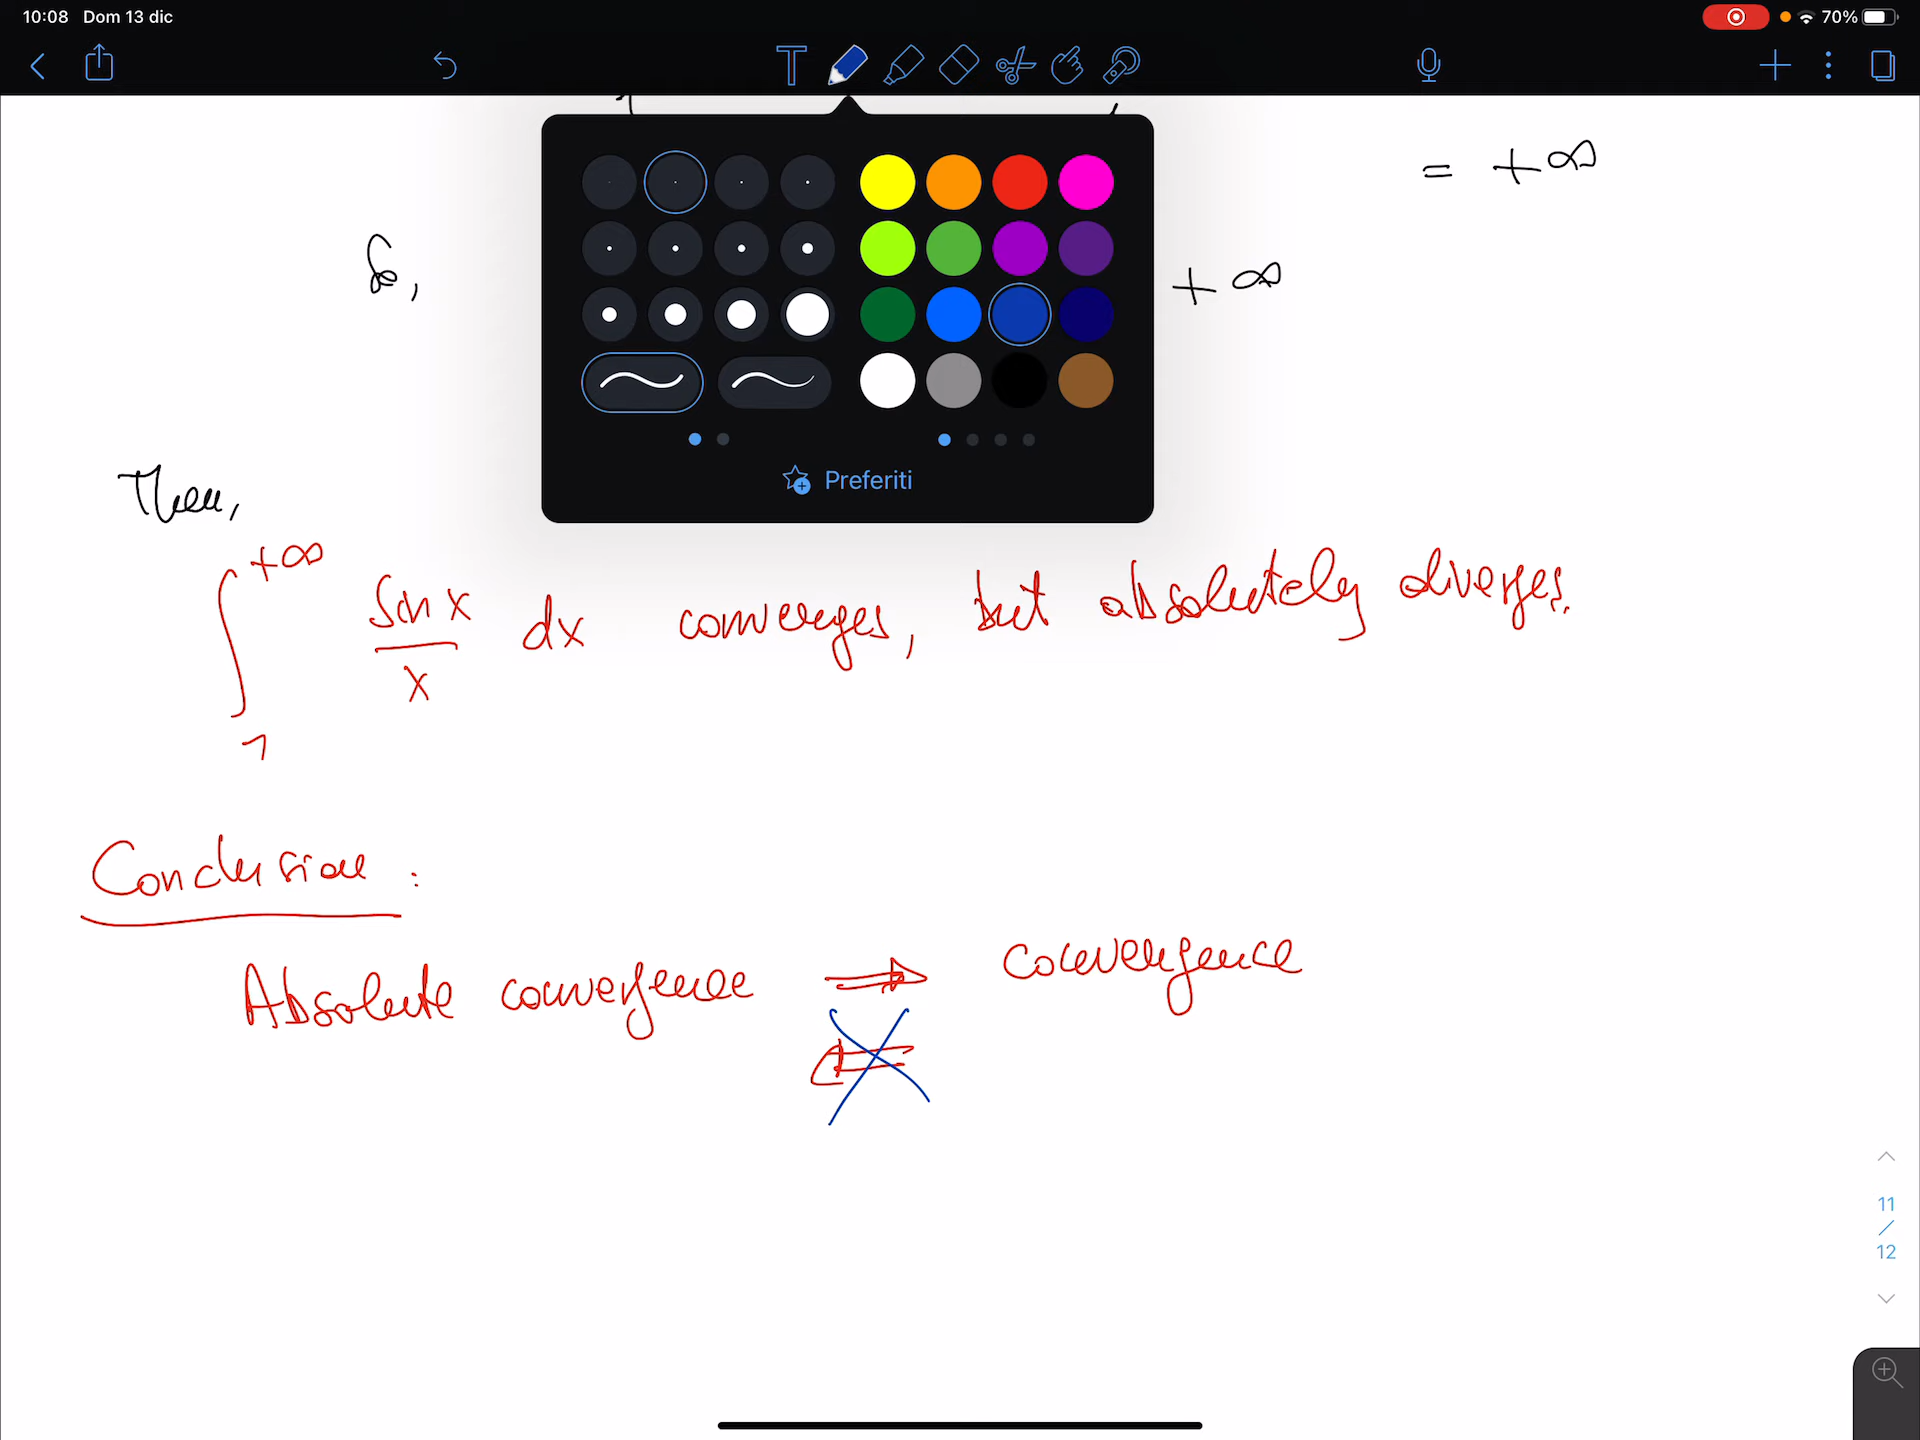 10:08 Dom 13 dic 70%
= +∞
So, + ∞
Preferiti
Then,
∫₁^{+∞} sin x / x dx converges, but absolutely diverges.
Conclusion :
Absolute convergence ⇒ convergence
⇐
11
/
12